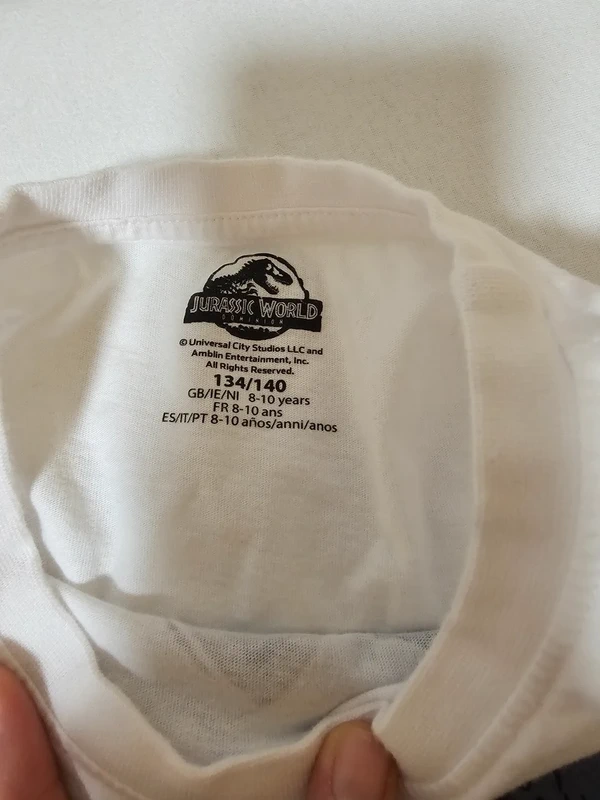 JURASSIC WORLD
DOMINION
© Universal City Studios LLC and
Amblin Entertainment, Inc.
All Rights Reserved.
134/140
GB/IE/NI 8-10 years
FR 8-10 ans
ES/IT/PT 8-10 años/anni/anos